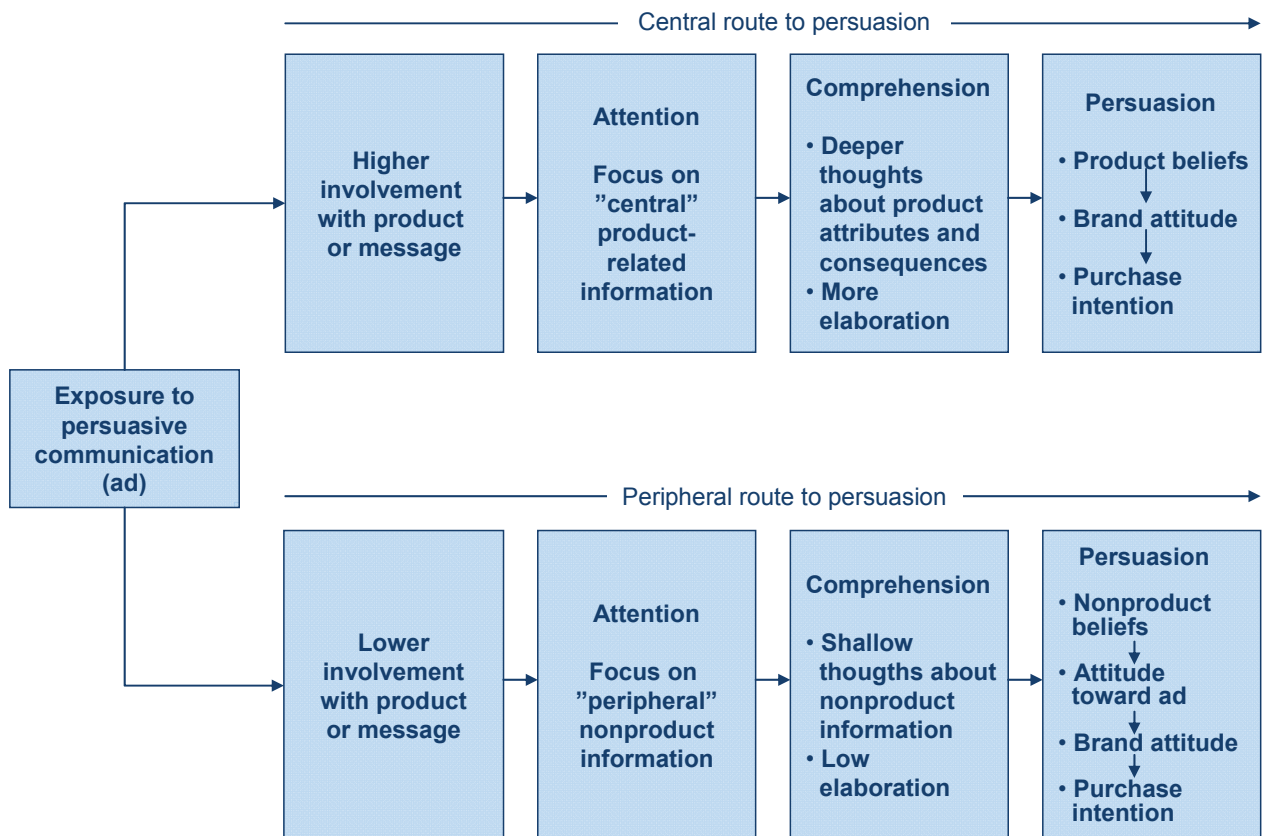 Central route to persuasion
Higher
involvement
with product
or message
Attention
Focus on
”central”
product-
related
information
Comprehension
• Deeper
thoughts
about product
attributes and
consequences
• More
elaboration
Persuasion
• Product beliefs
• Brand attitude
• Purchase
intention
Exposure to
persuasive
communication
(ad)
Peripheral route to persuasion
Lower
involvement
with product
or message
Attention
Focus on
”peripheral”
nonproduct
information
Comprehension
• Shallow
thougths about
nonproduct
information
• Low
elaboration
Persuasion
• Nonproduct
beliefs
• Attitude
toward ad
• Brand attitude
• Purchase
intention